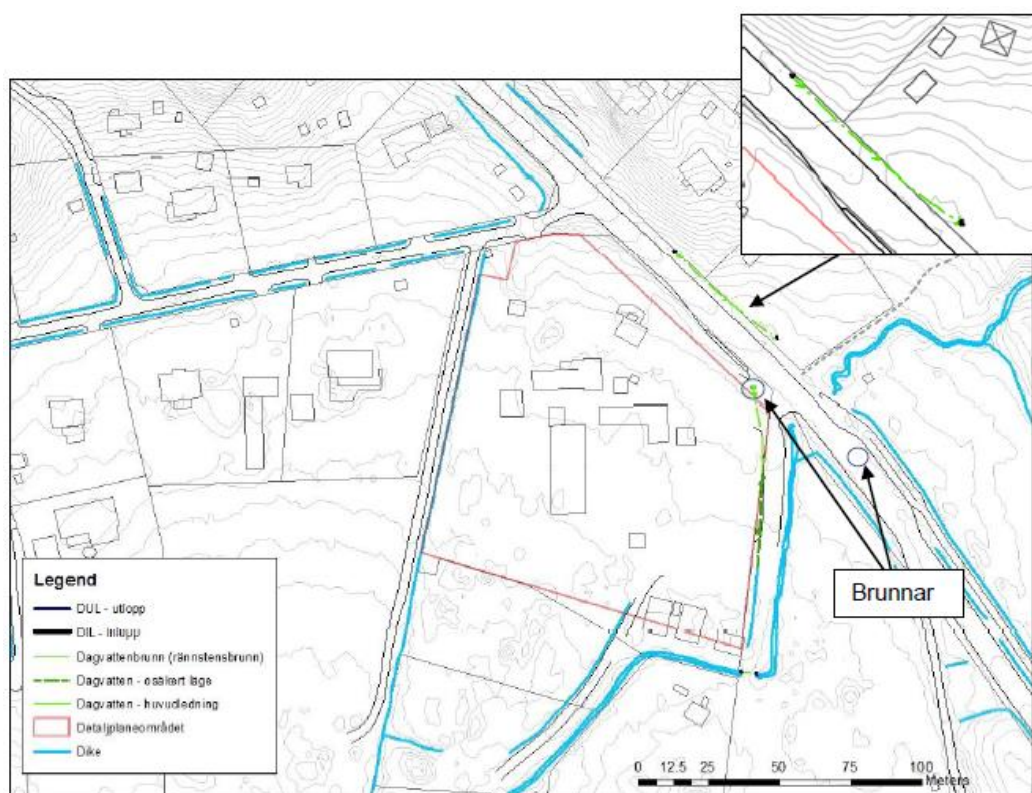 Brunnar
Legend
DUL - utlopp
DIL - inlopp
Dagvattenbrunn (rännstensbrunn)
Dagvatten - osäkert läge
Dagvatten - huvudledning
Detaljplaneområdet
Dike
0 12.5 25 50 75 100
Meters